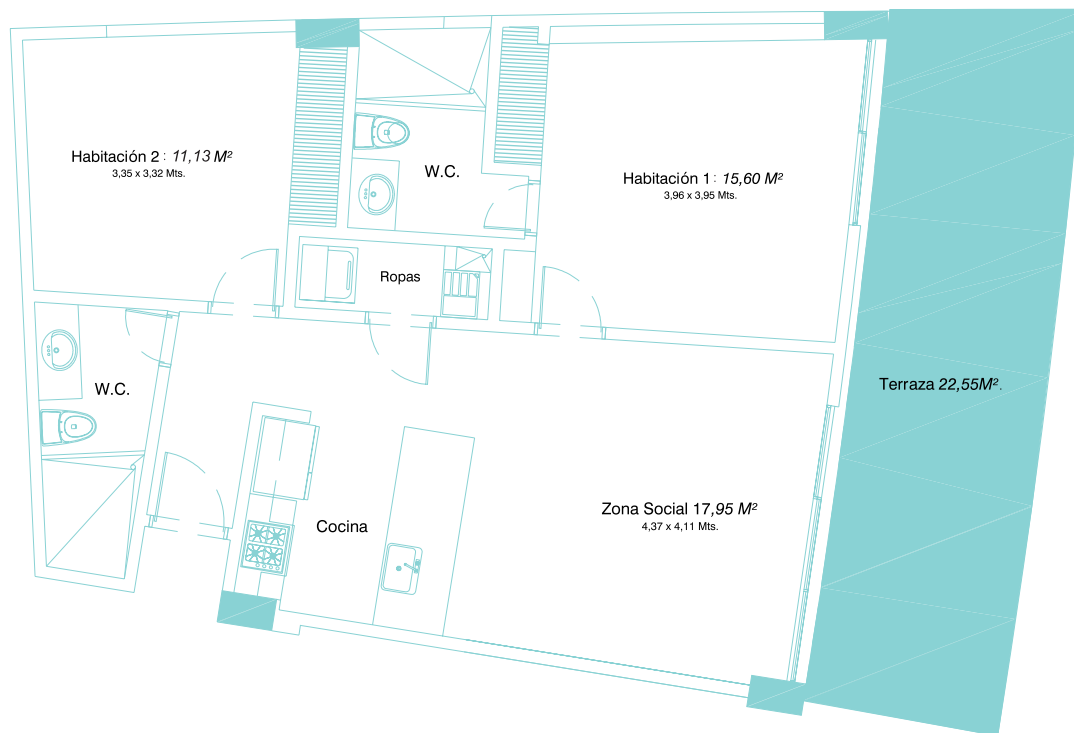 Habitación 2 : 11,13 M²
3,35 x 3,32 Mts.
W.C.
Habitación 1 : 15,60 M²
3,96 x 3,95 Mts.
Ropas
W.C.
Terraza 22,55M².
Cocina
Zona Social 17,95 M²
4,37 x 4,11 Mts.